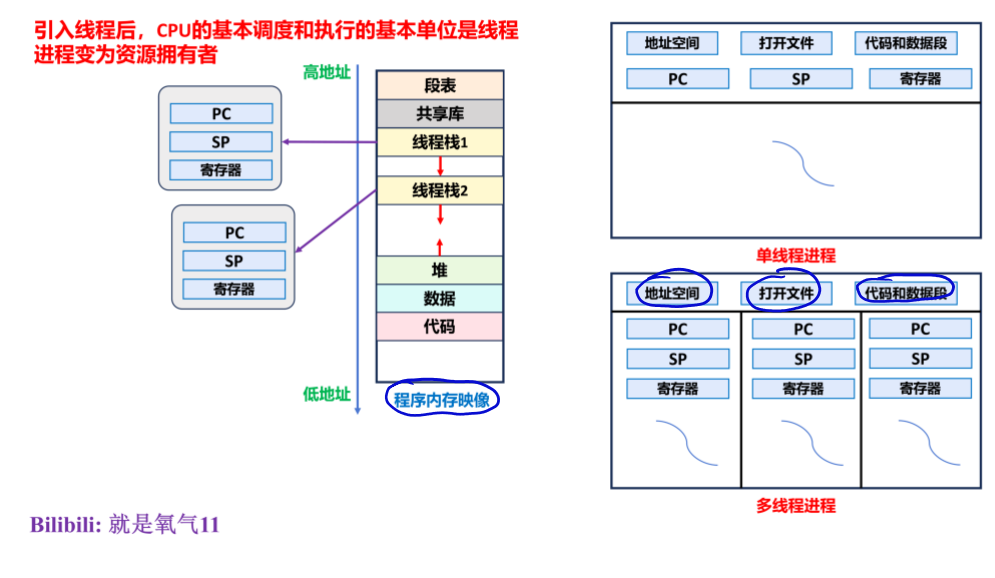 引入线程后，CPU的基本调度和执行的基本单位是线程
进程变为资源拥有者
高地址
PC
SP
寄存器
PC
SP
寄存器
段表
共享库
线程栈1
线程栈2
堆
数据
代码
低地址
程序内存映像
地址空间 打开文件 代码和数据段
PC SP 寄存器
单线程进程
地址空间 打开文件 代码和数据段
PC PC PC
SP SP SP
寄存器 寄存器 寄存器
多线程进程
Bilibili: 就是氧气11